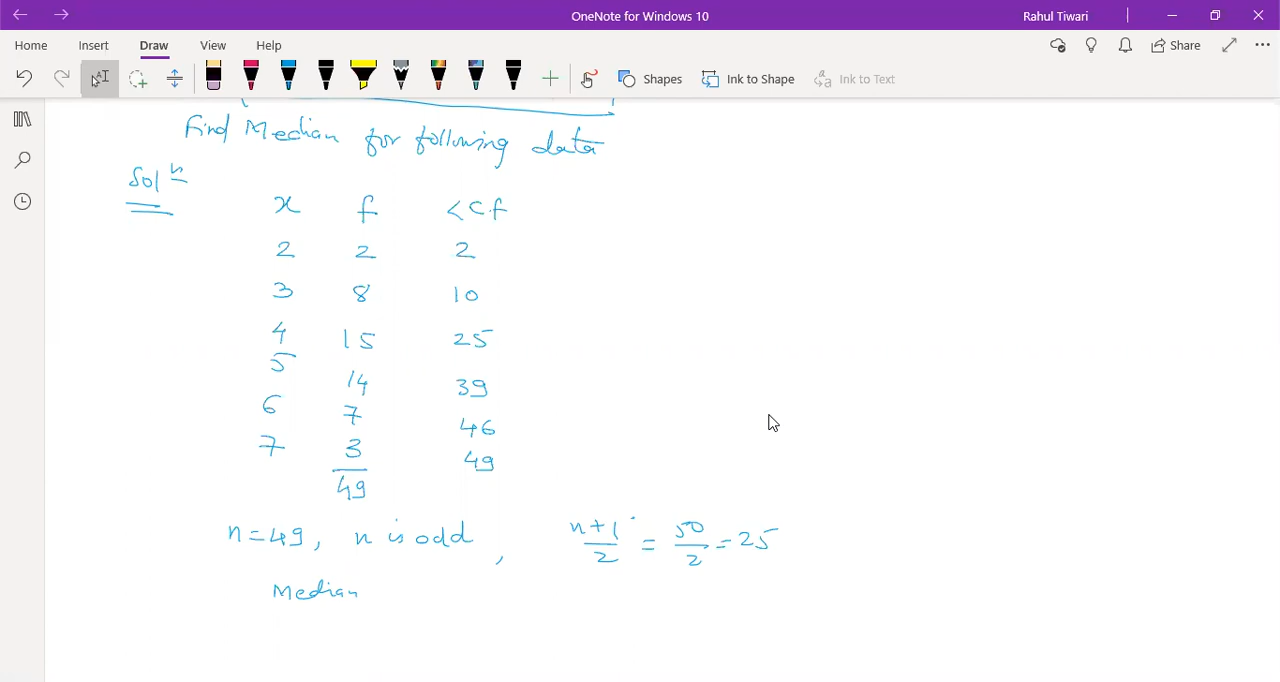 OneNote for Windows 10
Rahul Tiwari
Home Insert Draw View Help
Share
Shapes Ink to Shape Ink to Text
Find Median for following data
Solⁿ
x f <c.f
2 2 2
3 8 10
4 15 25
5 14 39
6 7 46
7 3 49
49
n=49, n is odd, n+1/2 = 50/2 = 25
Median